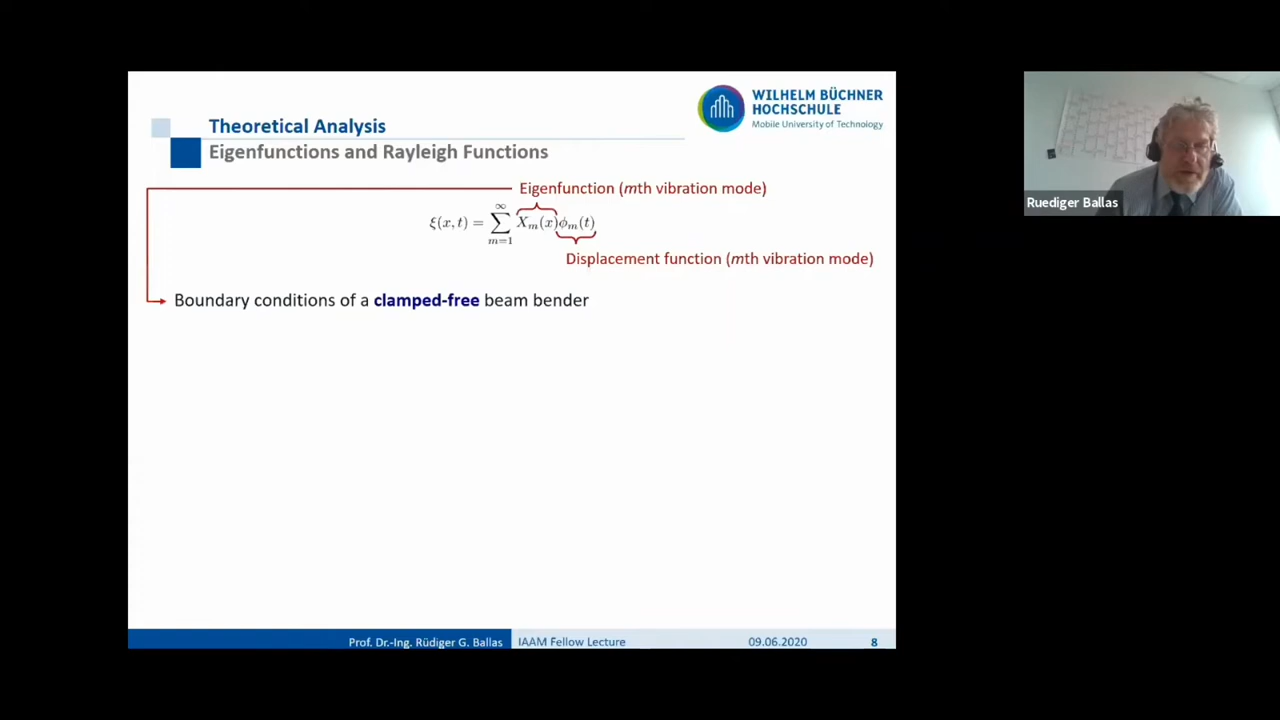 WILHELM BÜCHNER
HOCHSCHULE
Mobile University of Technology
Theoretical Analysis
Eigenfunctions and Rayleigh Functions
Eigenfunction (mth vibration mode)
ξ(x, t) = ∑_{m=1}^{∞} X_m(x)ϕ_m(t)
Displacement function (mth vibration mode)
Boundary conditions of a clamped-free beam bender
Prof. Dr.-Ing. Rüdiger G. Ballas IAAM Fellow Lecture 09.06.2020 8
Ruediger Ballas